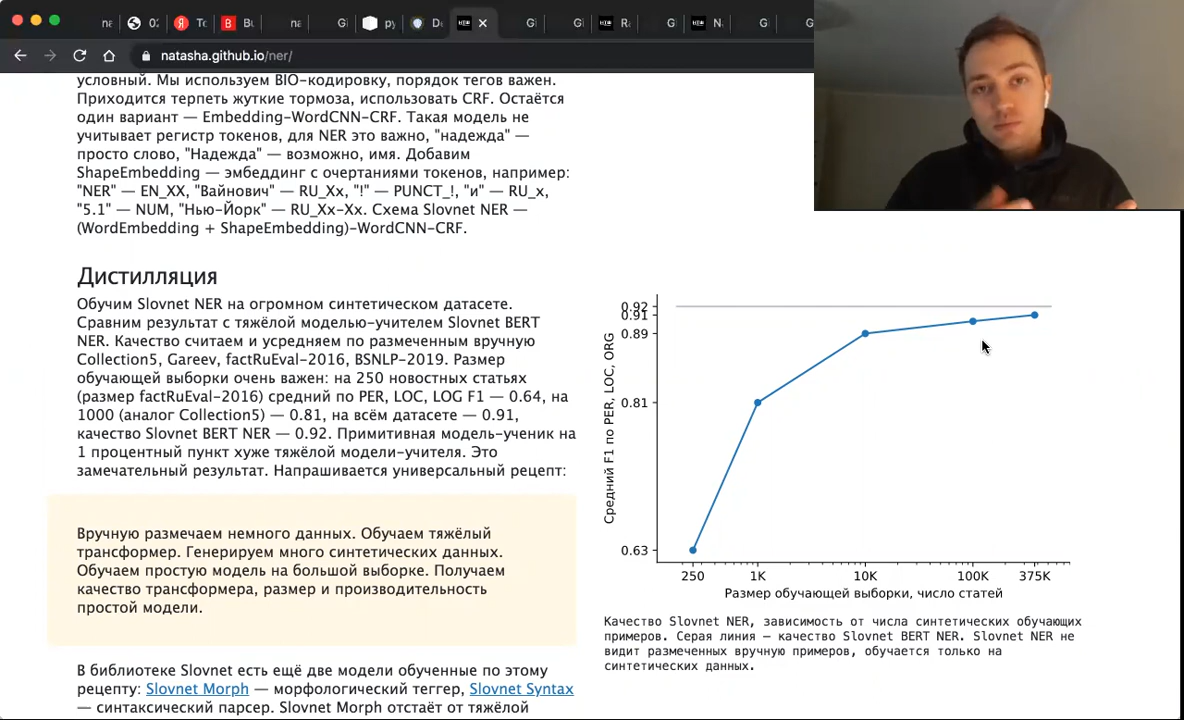 natasha.github.io/ner/
условный. Мы используем BIO-кодировку, порядок тегов важен.
Приходится терпеть жуткие тормоза, использовать CRF. Остаётся
один вариант — Embedding-WordCNN-CRF. Такая модель не
учитывает регистр токенов, для NER это важно, "надежда" —
просто слово, "Надежда" — возможно, имя. Добавим
ShapeEmbedding — эмбеддинг с очертаниями токенов, например:
"NER" — EN_XX, "Вайнович" — RU_Xx, "!" — PUNCT_!, "и" — RU_x,
"5.1" — NUM, "Нью-Йорк" — RU_Xx-Xx. Схема Slovnet NER —
(WordEmbedding + ShapeEmbedding)-WordCNN-CRF.
Дистилляция
Обучим Slovnet NER на огромном синтетическом датасете.
Сравним результат с тяжёлой моделью-учителем Slovnet BERT
NER. Качество считаем и усредняем по размеченным вручную
Collection5, Gareev, factRuEval-2016, BSNLP-2019. Размер
обучающей выборки очень важен: на 250 новостных статьях
(размер factRuEval-2016) средний по PER, LOC, LOG F1 — 0.64, на
1000 (аналог Collection5) — 0.81, на всём датасете — 0.91,
качество Slovnet BERT NER — 0.92. Примитивная модель-ученик на
1 процентный пункт хуже тяжёлой модели-учителя. Это
замечательный результат. Напрашивается универсальный рецепт:
Вручную размечаем немного данных. Обучаем тяжёлый
трансформер. Генерируем много синтетических данных.
Обучаем простую модель на большой выборке. Получаем
качество трансформера, размер и производительность
простой модели.
В библиотеке Slovnet есть ещё две модели обученные по этому
рецепту: Slovnet Morph — морфологический теггер, Slovnet Syntax
— синтаксический парсер. Slovnet Morph отстаёт от тяжёлой
0.92
0.91
0.89
0.81
0.63
Средний F1 по PER, LOC, ORG
250 1K 10K 100K 375K
Размер обучающей выборки, число статей
Качество Slovnet NER, зависимость от числа синтетических обучающих
примеров. Серая линия — качество Slovnet BERT NER. Slovnet NER не
видит размеченных вручную примеров, обучается только на
синтетических данных.